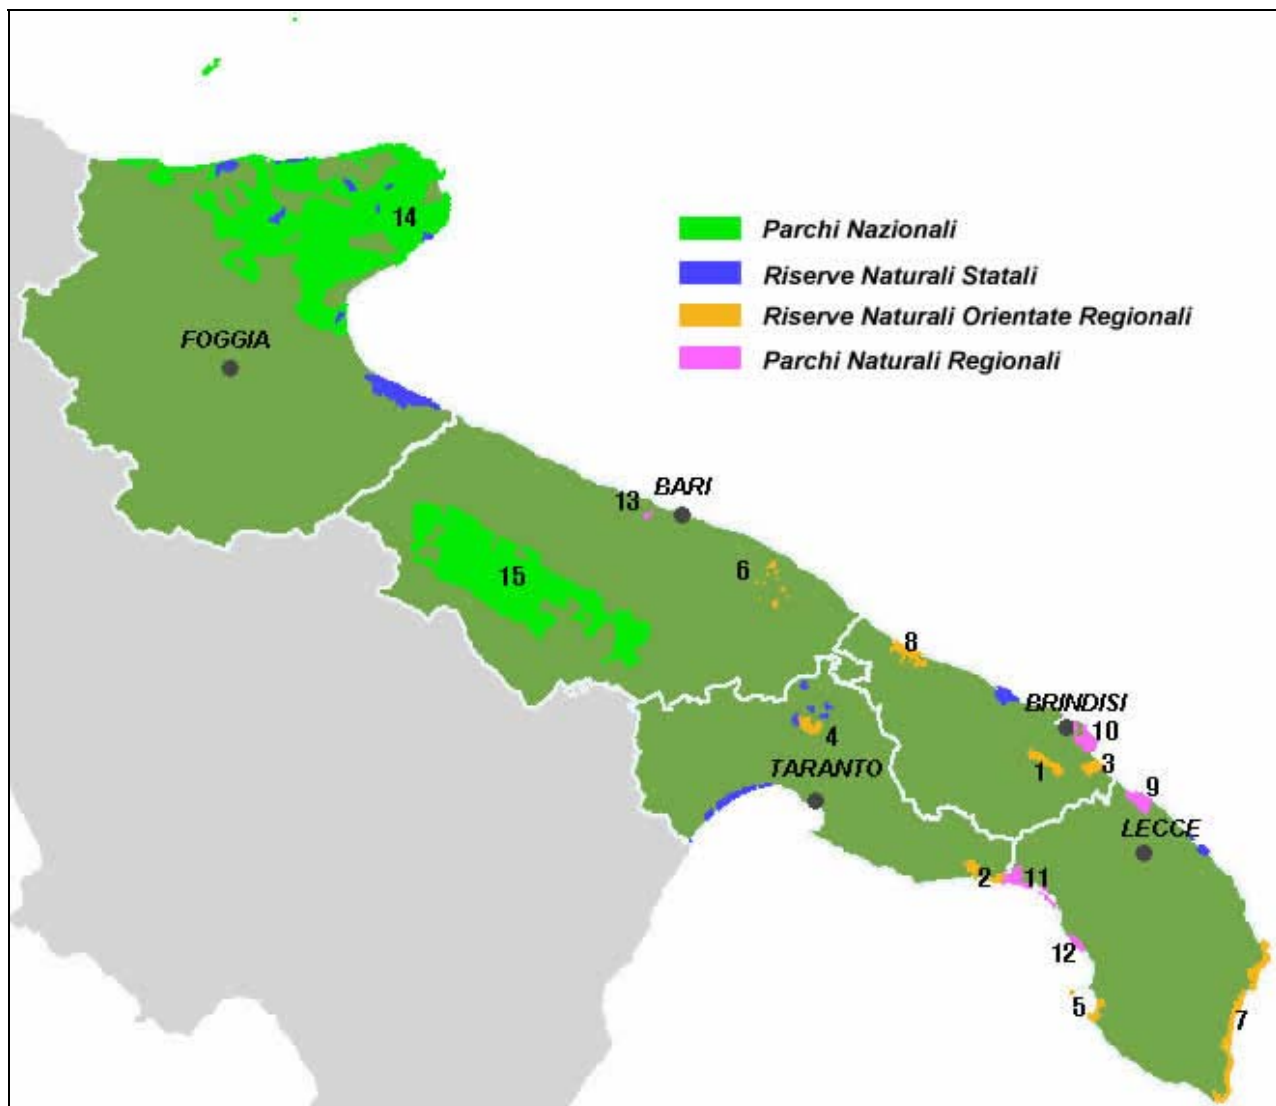 14
Parchi Nazionali
Riserve Naturali Statali
Riserve Naturali Orientate Regionali
Parchi Naturali Regionali
FOGGIA
BARI
13
6
15
8
BRINDISI
10
4
3
1
TARANTO
9
LECCE
2
11
12
5
7